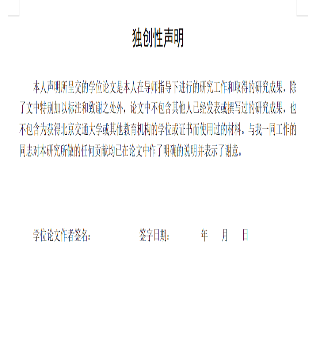 独创性声明
本人声明所呈交的学位论文是本人在导师指导下进行的研究工作和取得的研究成果，除
了文中特别加以标注和致谢之处外，论文中不包含其他人已经发表或撰写过的研究成果，也
不包含为获得北京交通大学或其他教育机构的学位或证书而使用过的材料。与我一同工作的
同志对本研究所做的任何贡献均已在论文中作了明确的说明并表示了谢意。
学位论文作者签名： 签字日期： 年 月 日